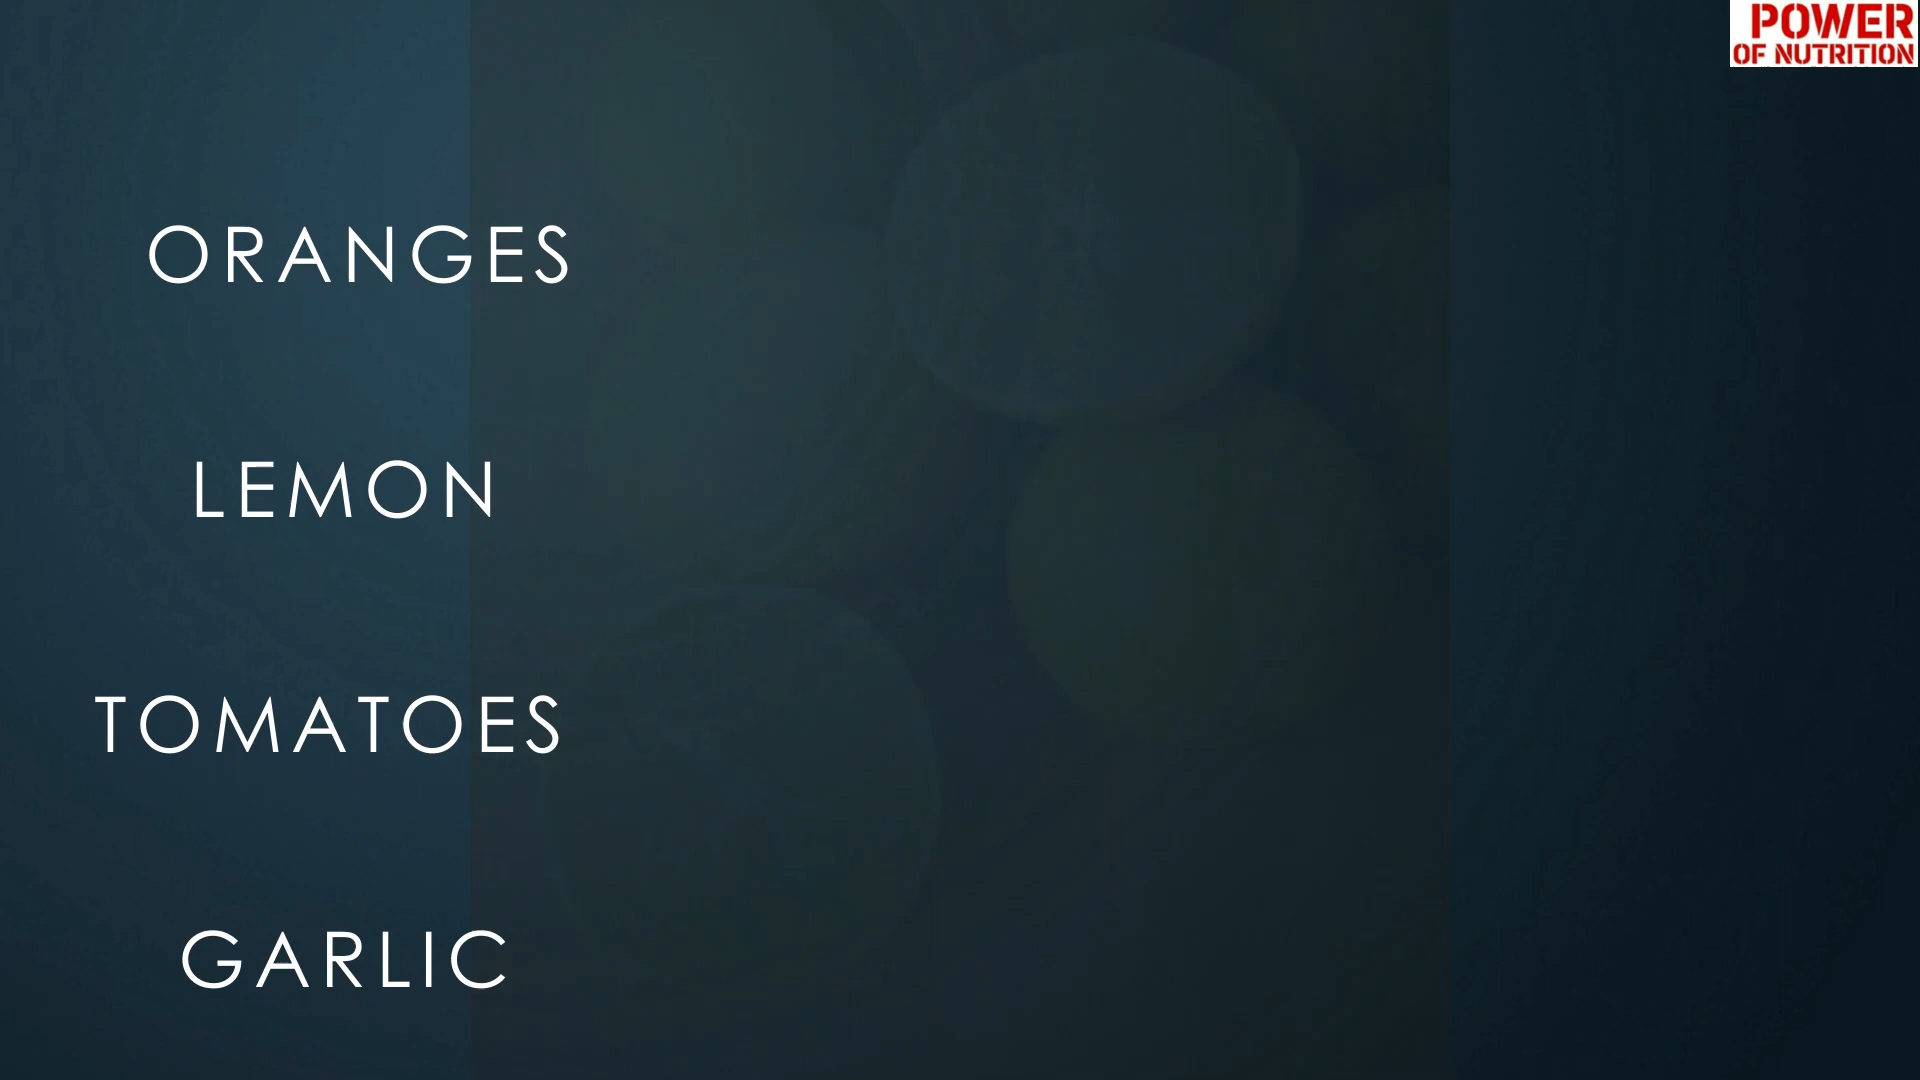 POWER
OF NUTRITION
ORANGES
LEMON
TOMATOES
GARLIC